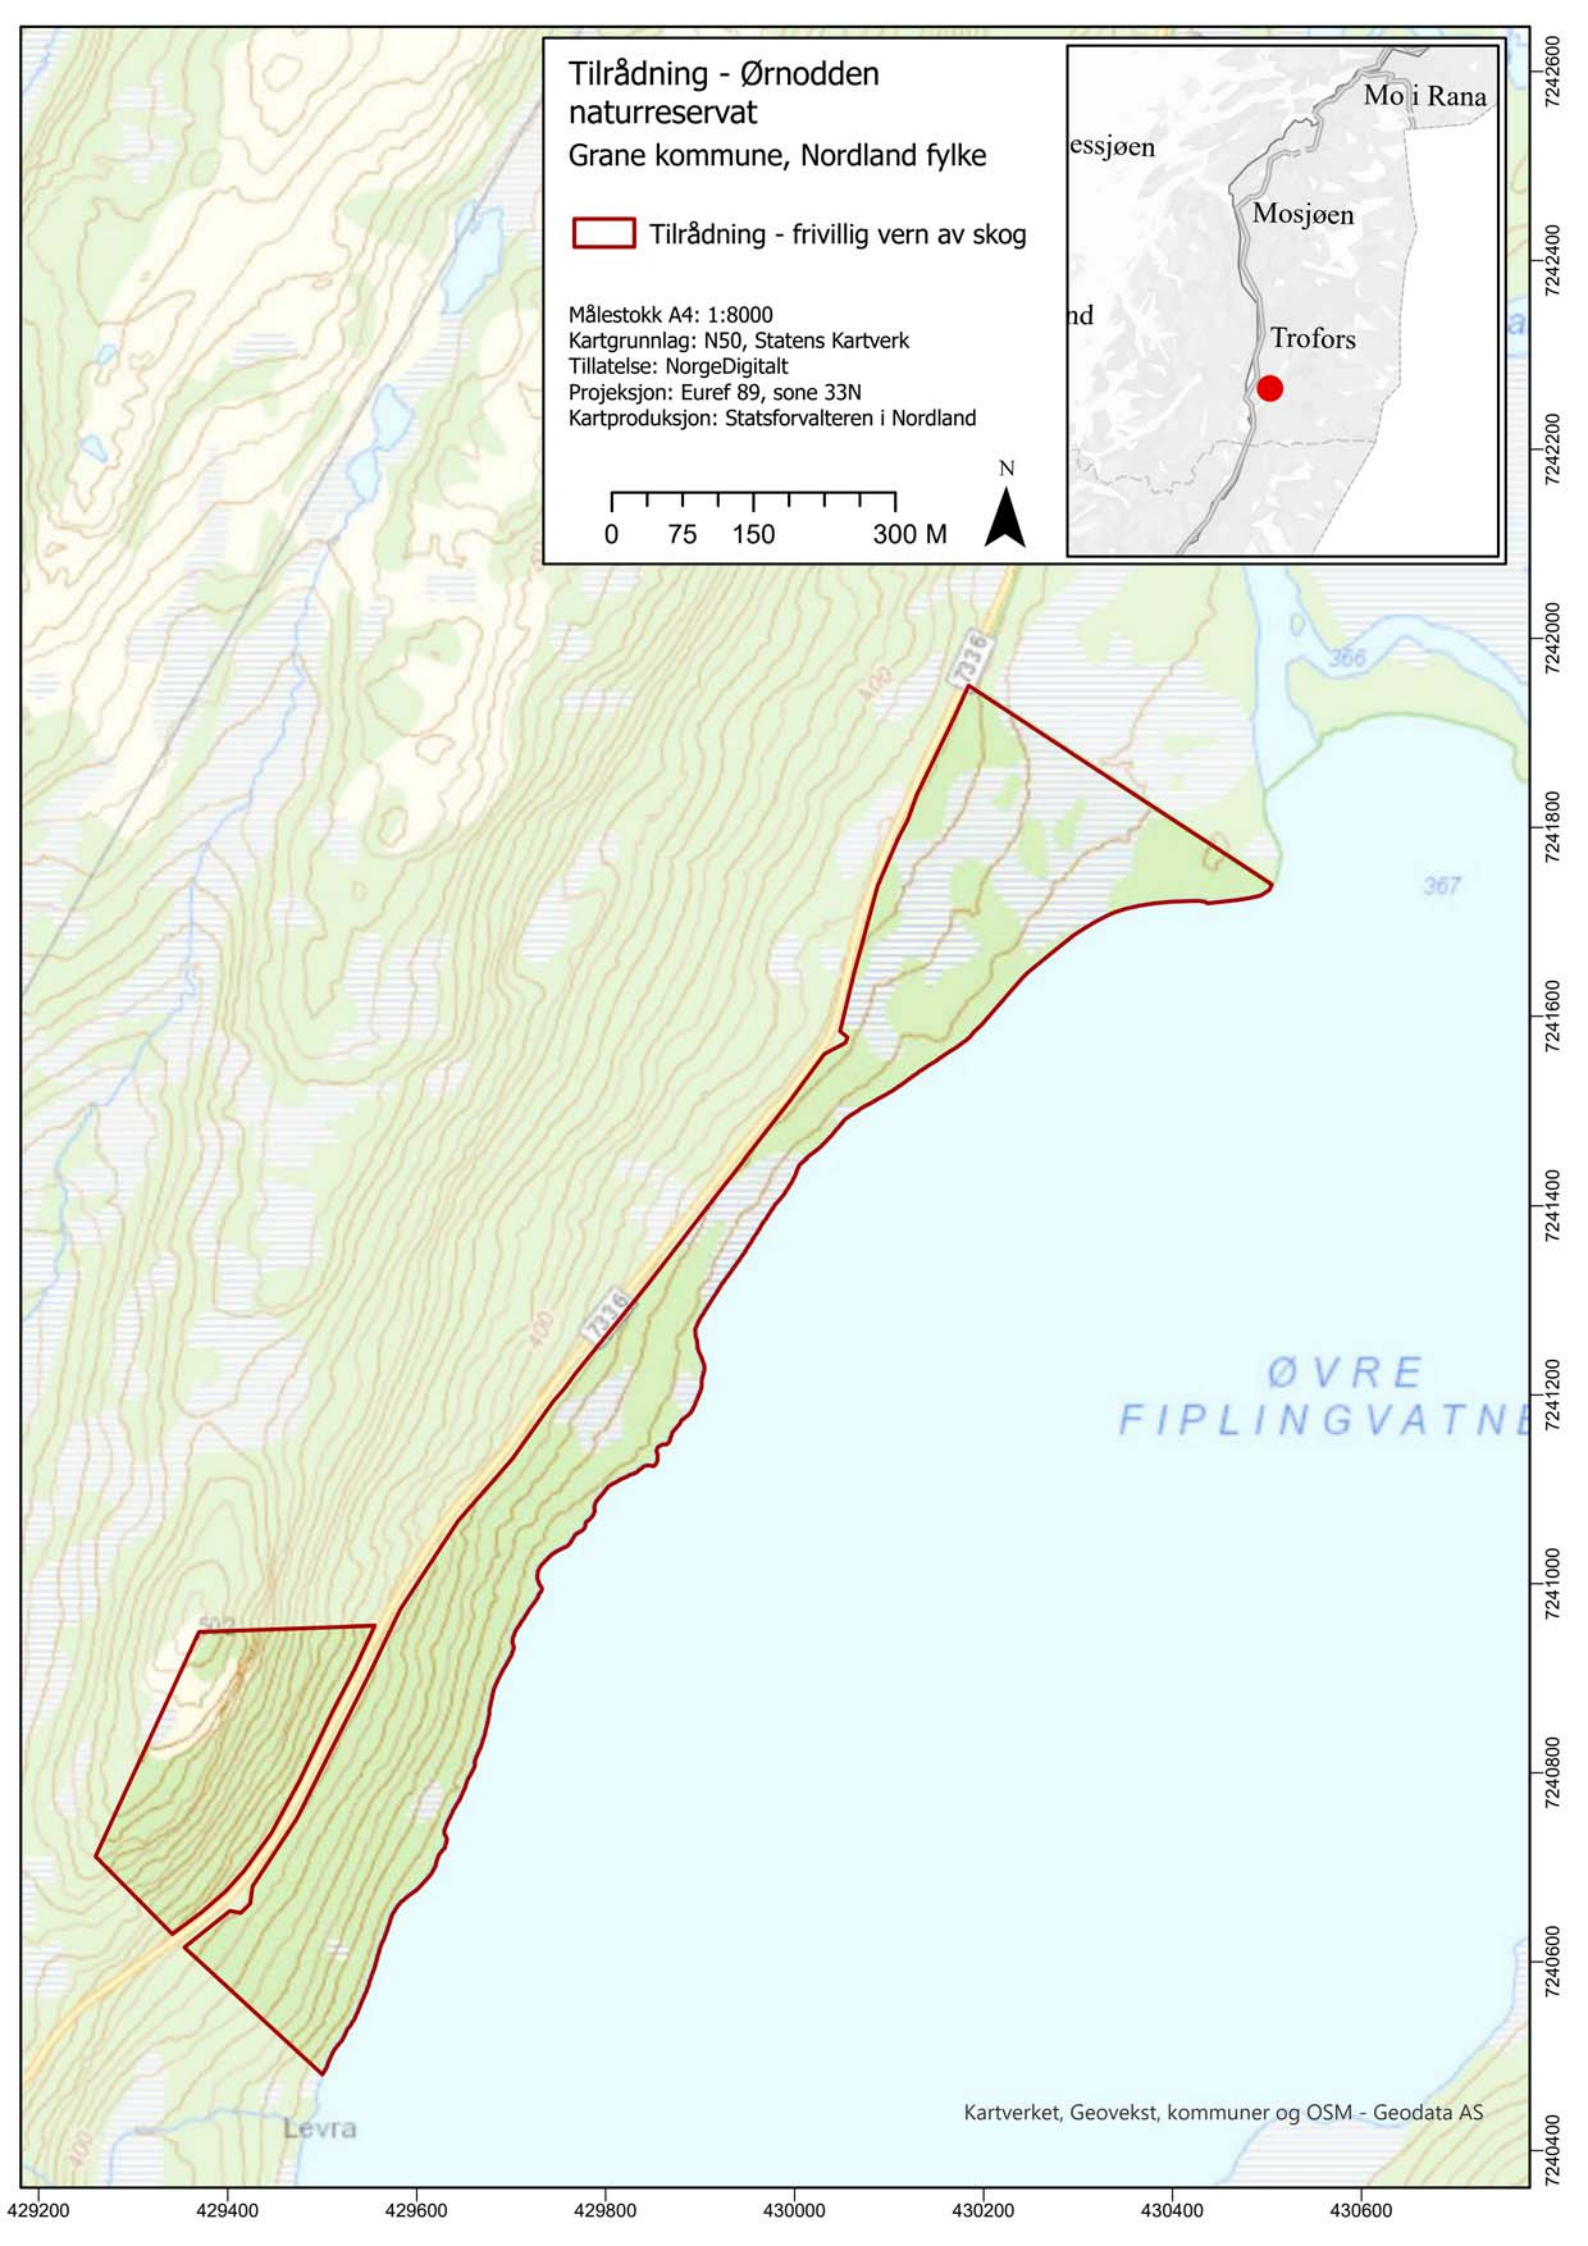 Tilrådning - Ørnodden
naturreservat
Grane kommune, Nordland fylke
Tilrådning - frivillig vern av skog
Målestokk A4: 1:8000
Kartgrunnlag: N50, Statens Kartverk
Tillatelse: NorgeDigitalt
Projeksjon: Euref 89, sone 33N
Kartproduksjon: Statsforvalteren i Nordland
0 75 150 300 M
N
Mo i Rana
essjøen
Mosjøen
nd
Trofors
7242600
7242400
7242200
7242000
7241800
7241600
7241400
7241200
7241000
7240800
7240600
7240400
7336
366
400
367
7336
400
ØVRE
FIPLINGVATNE
502
Levra
400
Kartverket, Geovekst, kommuner og OSM - Geodata AS
429200 429400 429600 429800 430000 430200 430400 430600